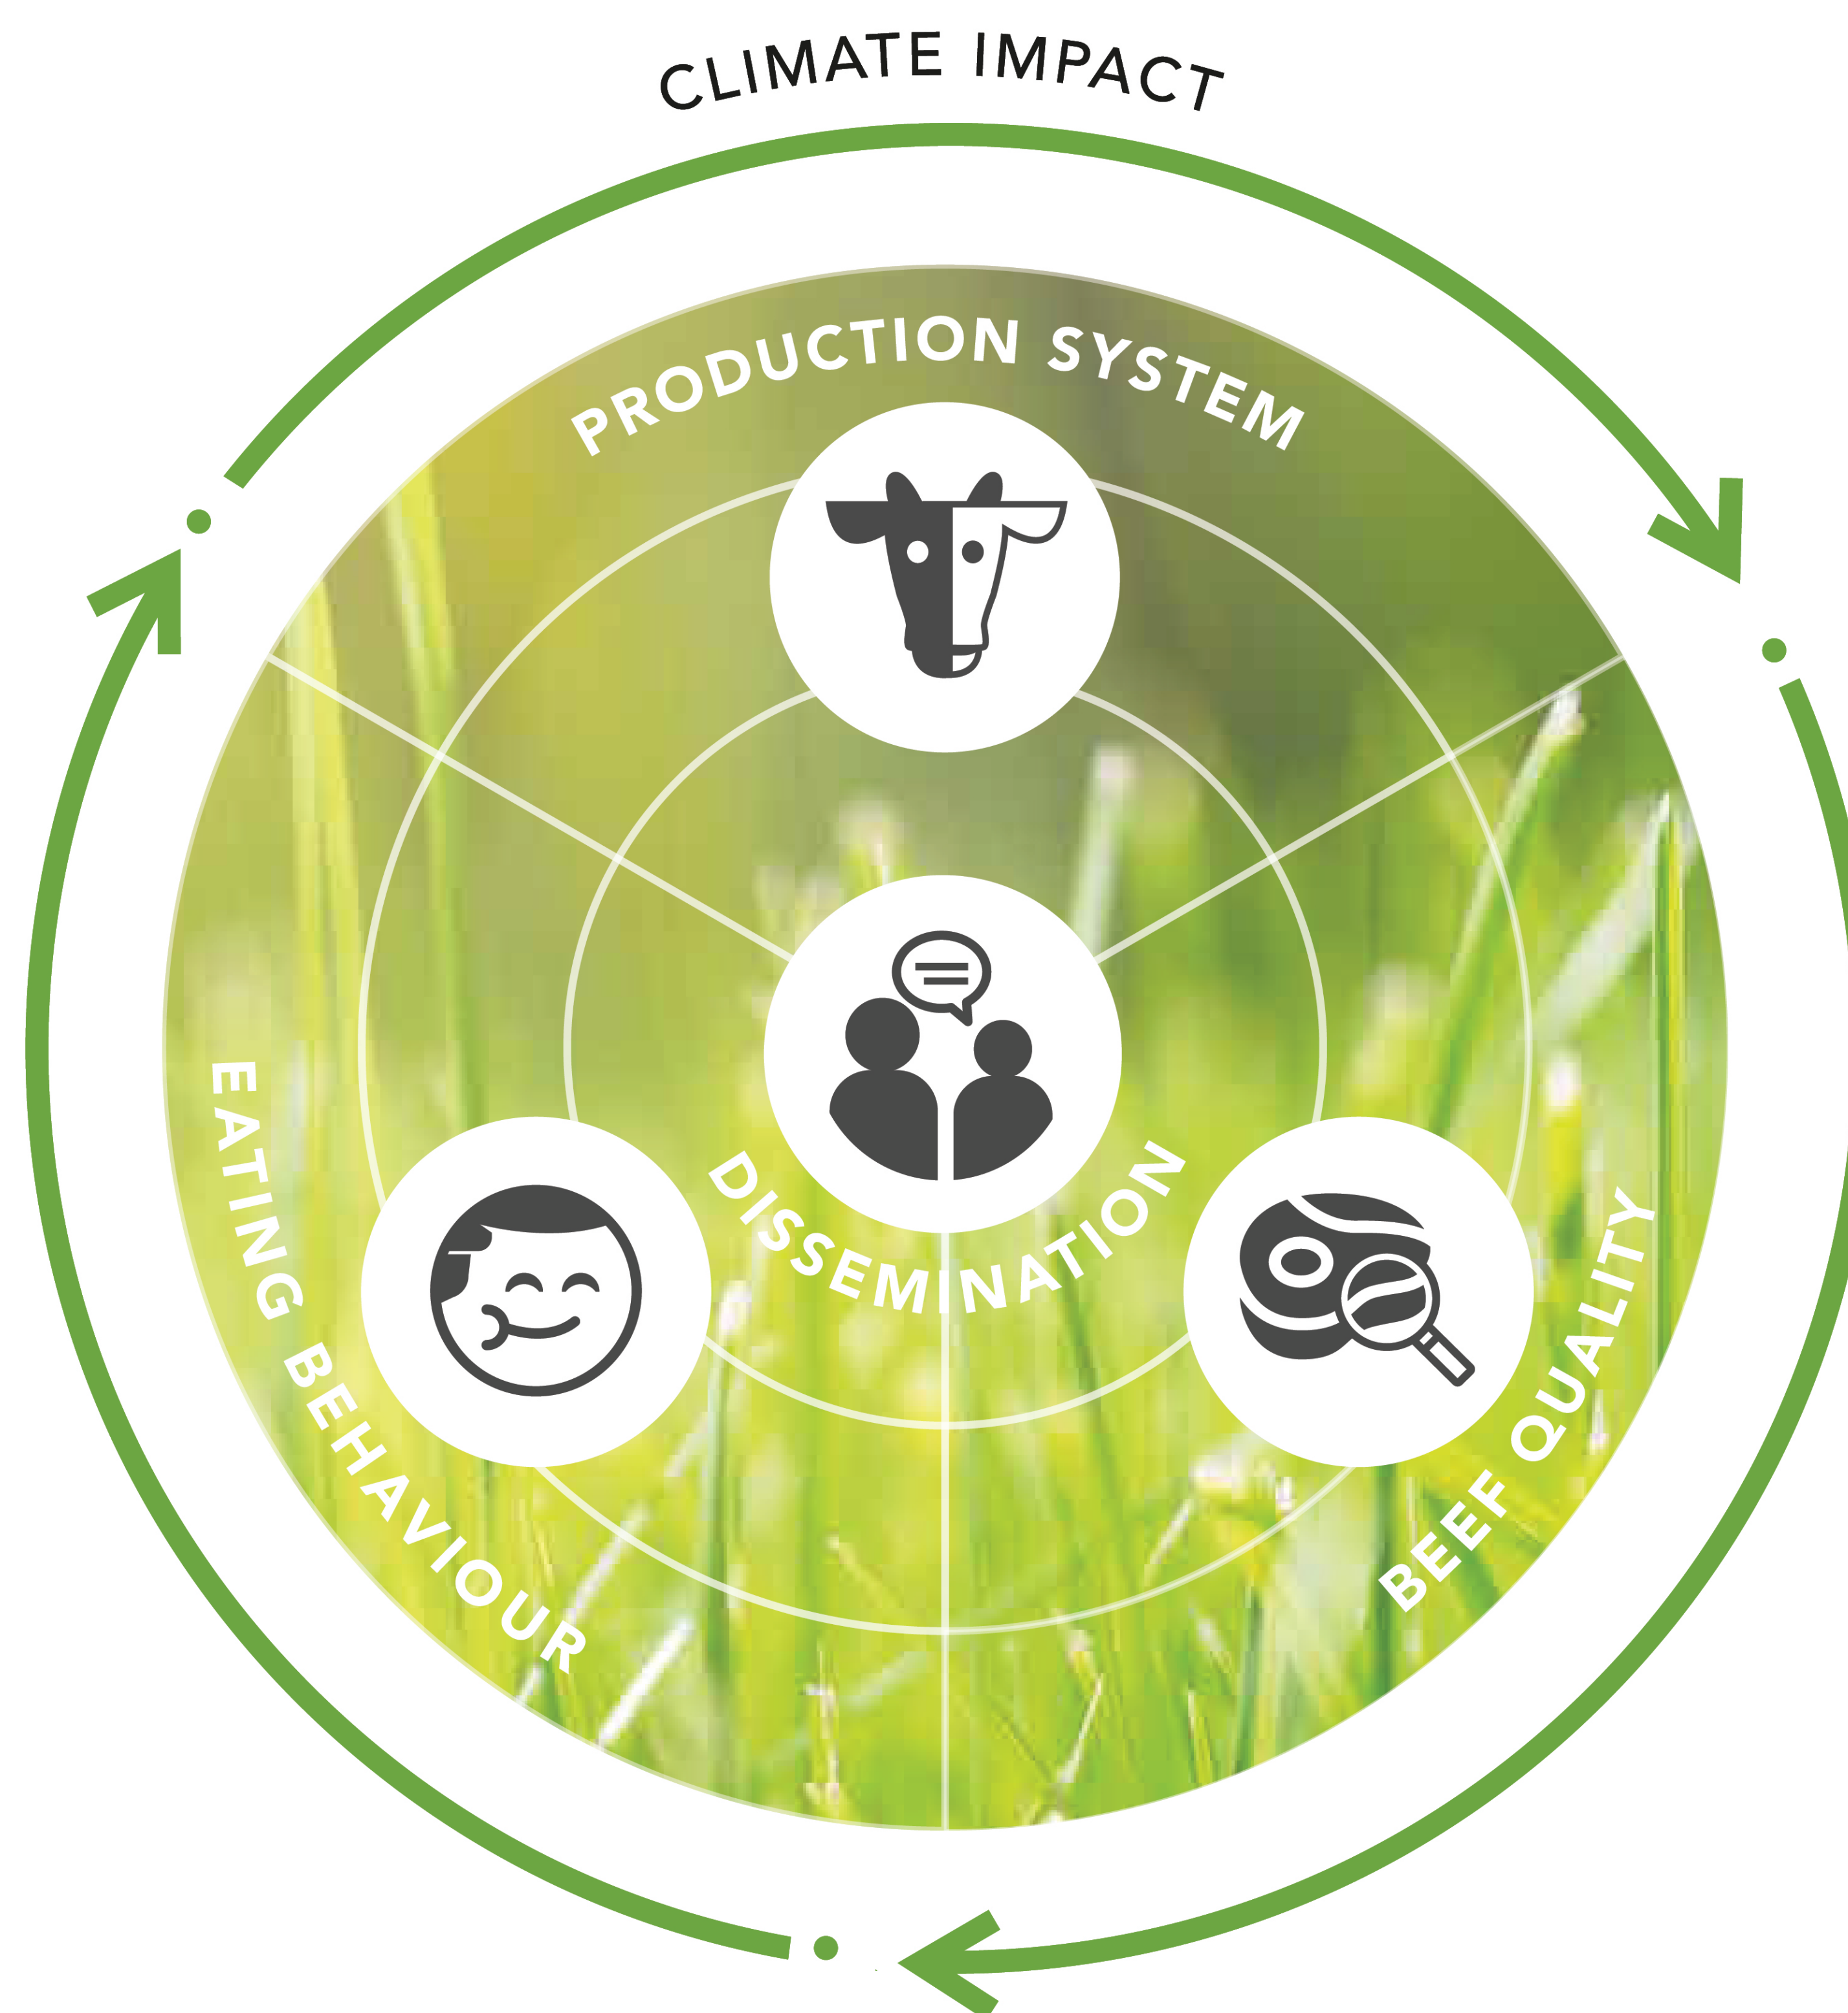 CLIMATE IMPACT
PRODUCTION SYSTEM
DISSEMINATION
EATING BEHAVIOUR
BEEF QUALITY